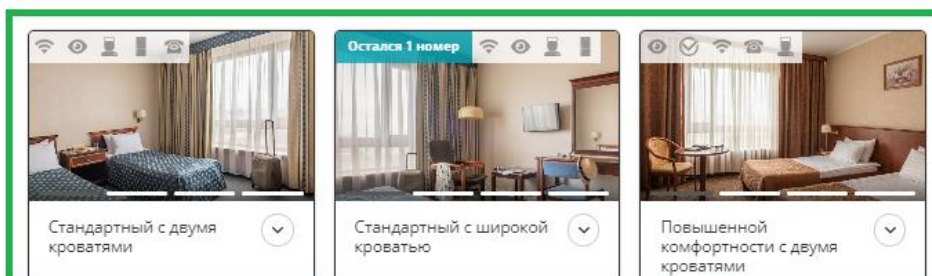 Остался 1 номер
Стандартный с двумя
кроватями
Стандартный с широкой
кроватью
Повышенной
комфортности с двумя
кроватями